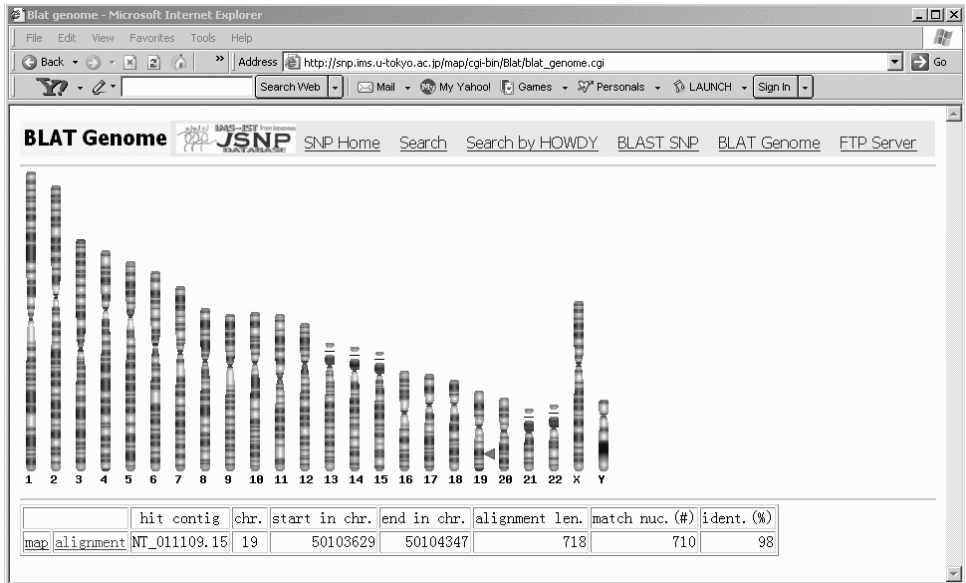 Blat genome - Microsoft Internet Explorer
File Edit View Favorites Tools Help
Back » Address http://snp.ims.u-tokyo.ac.jp/map/cgi-bin/Blat/blat_genome.cgi Go
Y! Search Web Mail My Yahoo! Games Personals LAUNCH Sign In
BLAT Genome IMS-JST JSNP DATABASE SNP Home Search Search by HOWDY BLAST SNP BLAT Genome FTP Server
1 2 3 4 5 6 7 8 9 10 11 12 13 14 15 16 17 18 19 20 21 22 X Y
hit contig chr. start in chr. end in chr. alignment len. match nuc. (#) ident. (%)
map alignment NT_011109.15 19 50103629 50104347 718 710 98